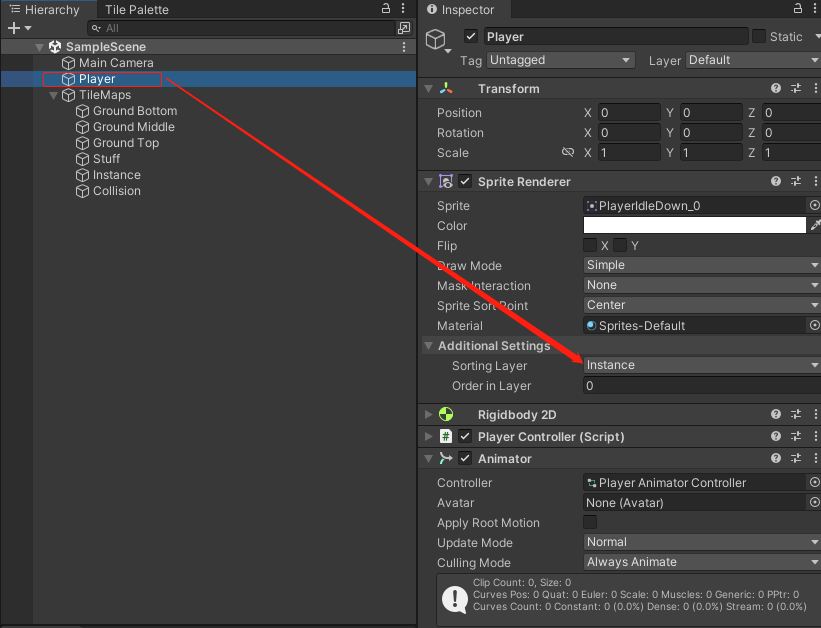 Hierarchy
Tile Palette
All
SampleScene
Main Camera
Player
TileMaps
Ground Bottom
Ground Middle
Ground Top
Stuff
Instance
Collision
Inspector
Player
Static
Tag Untagged Layer Default
Transform
Position X 0 Y 0 Z 0
Rotation X 0 Y 0 Z 0
Scale X 1 Y 1 Z 1
Sprite Renderer
Sprite PlayerIdleDown_0
Color
Flip X Y
Draw Mode Simple
Mask Interaction None
Sprite Sort Point Center
Material Sprites-Default
Additional Settings
Sorting Layer Instance
Order in Layer 0
Rigidbody 2D
# Player Controller (Script)
Animator
Controller Player Animator Controller
Avatar None (Avatar)
Apply Root Motion
Update Mode Normal
Culling Mode Always Animate
Clip Count: 0, Size: 0
Curves Pos: 0 Quat: 0 Euler: 0 Scale: 0 Muscles: 0 Generic: 0 PPtr: 0
Curves Count: 0 Constant: 0 (0.0%) Dense: 0 (0.0%) Stream: 0 (0.0%)